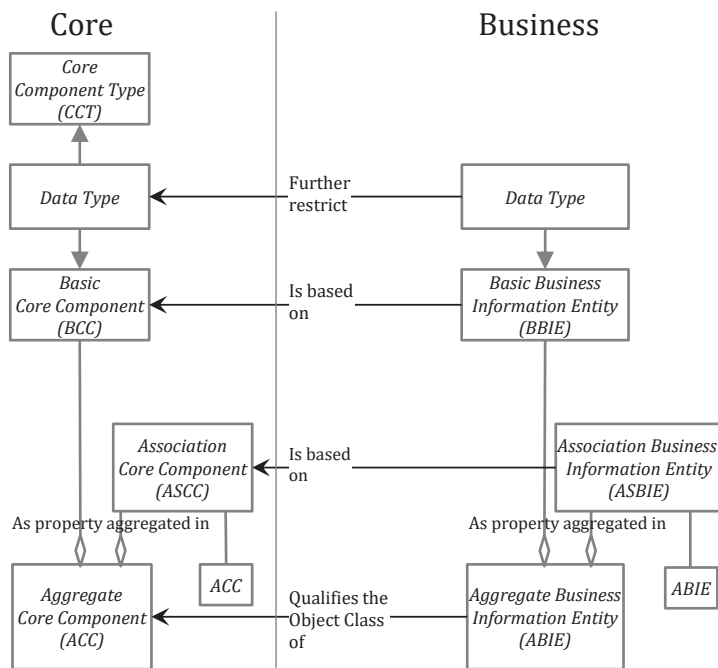 Core
Business
Core
Component Type
(CCT)
Data Type
Further
restrict
Data Type
Basic
Core Component
(BCC)
Is based
on
Basic Business
Information Entity
(BBIE)
Association
Core Component
(ASCC)
Is based
on
Association Business
Information Entity
(ASBIE)
As property aggregated in
As property aggregated in
ACC
ABIE
Aggregate
Core Component
(ACC)
Qualifies the
Object Class
of
Aggregate Business
Information Entity
(ABIE)